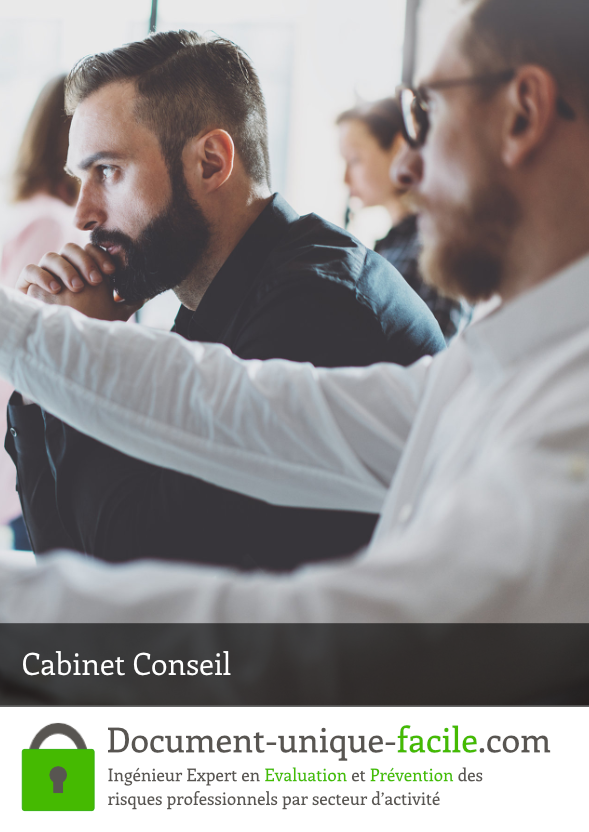 Cabinet Conseil
Document-unique-facile.com
Ingénieur Expert en Evaluation et Prévention des
risques professionnels par secteur d’activité